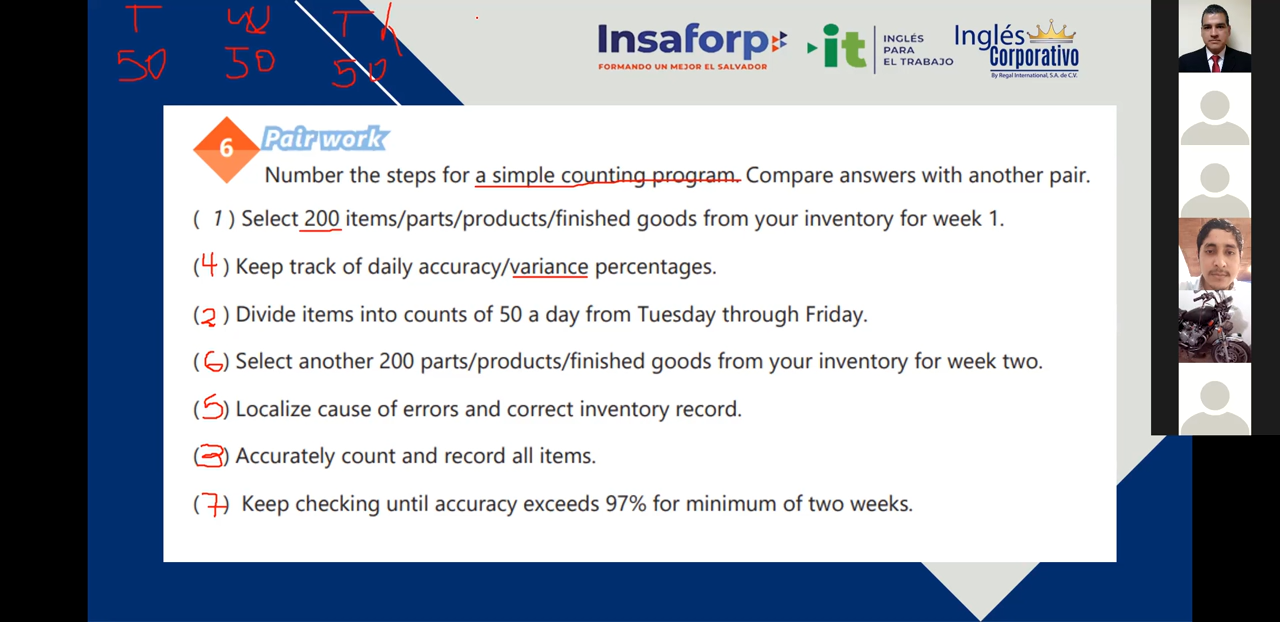 T W Th
50 50 50
Insaforp
FORMANDO UN MEJOR EL SALVADOR
it
INGLÉS
PARA
EL TRABAJO
Inglés
Corporativo
By Regal International, S.A. de C.V.
6 Pair work
Number the steps for a simple counting program. Compare answers with another pair.
( 1 ) Select 200 items/parts/products/finished goods from your inventory for week 1.
(4) Keep track of daily accuracy/variance percentages.
(2) Divide items into counts of 50 a day from Tuesday through Friday.
(6) Select another 200 parts/products/finished goods from your inventory for week two.
(5) Localize cause of errors and correct inventory record.
(3) Accurately count and record all items.
(7) Keep checking until accuracy exceeds 97% for minimum of two weeks.